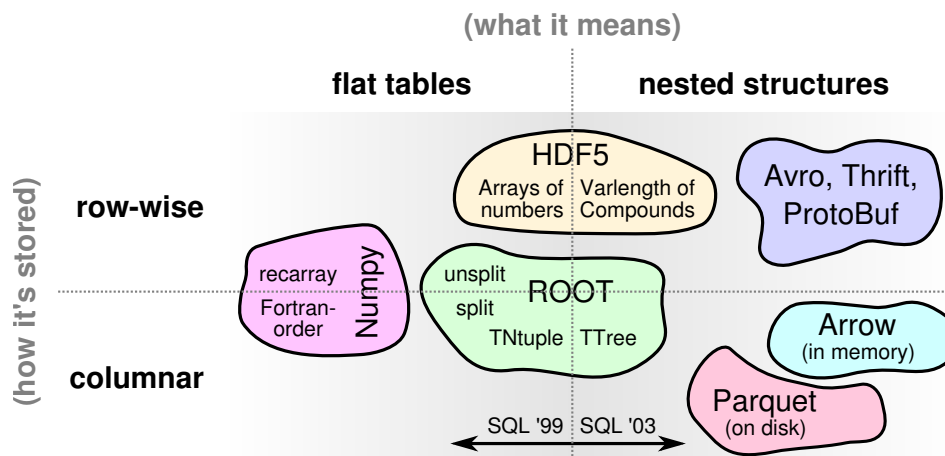 (what it means)
flat tables
nested structures
(how it's stored)
row-wise
columnar
HDF5
Arrays of
numbers
Varlength of
Compounds
Avro, Thrift,
ProtoBuf
recarray
Fortran-
order
Numpy
unsplit
split
ROOT
TNtuple
TTree
Arrow
(in memory)
Parquet
(on disk)
SQL '99
SQL '03